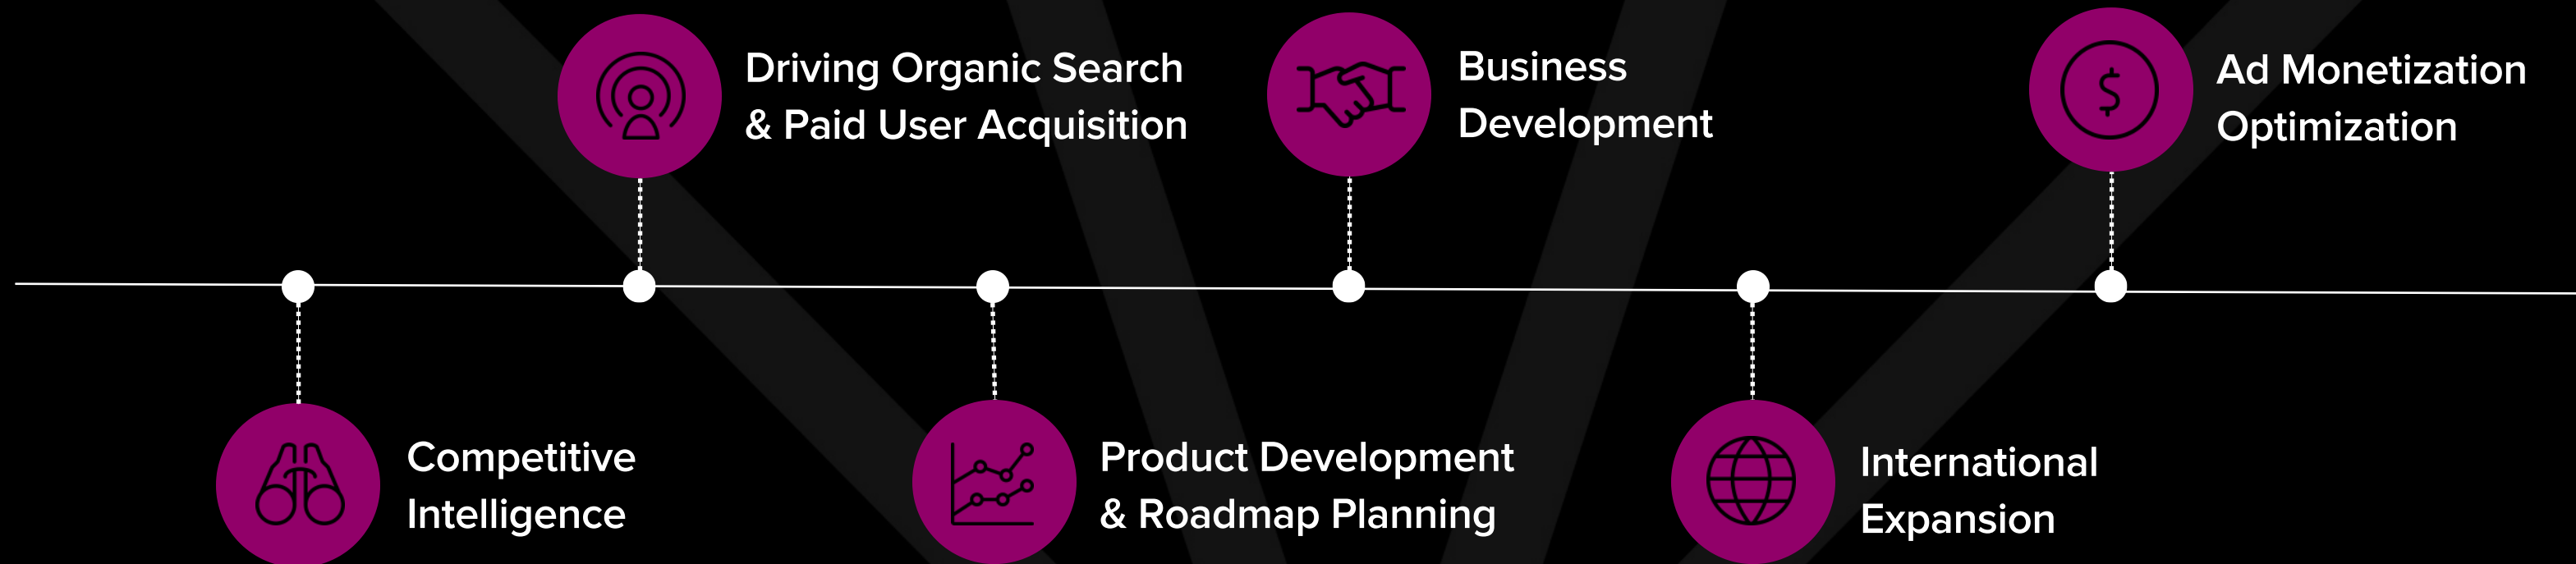 Driving Organic Search
& Paid User Acquisition
Business
Development
Ad Monetization
Optimization
Competitive
Intelligence
Product Development
& Roadmap Planning
International
Expansion